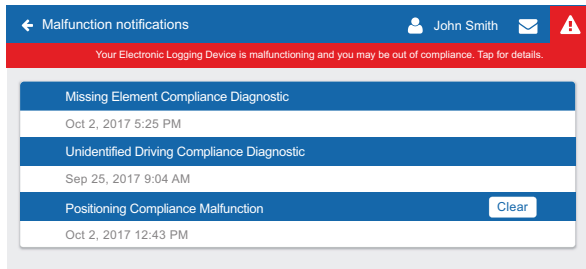 Malfunction notifications
John Smith
Your Electronic Logging Device is malfunctioning and you may be out of compliance. Tap for details.
Missing Element Compliance Diagnostic
Oct 2, 2017 5:25 PM
Unidentified Driving Compliance Diagnostic
Sep 25, 2017 9:04 AM
Positioning Compliance Malfunction
Clear
Oct 2, 2017 12:43 PM